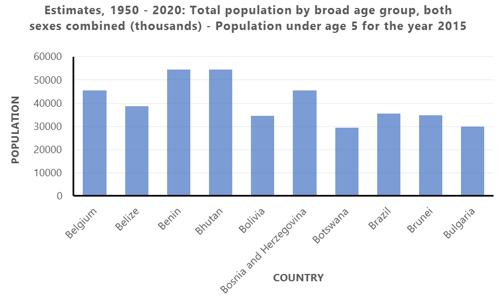 Estimates, 1950 - 2020: Total population by broad age group, both
sexes combined (thousands) - Population under age 5 for the year 2015
POPULATION
60000
50000
40000
30000
20000
10000
0
Belgium
Belize
Benin
Bhutan
Bolivia
Bosnia and Herzegovina
Botswana
Brazil
Brunei
Bulgaria
COUNTRY